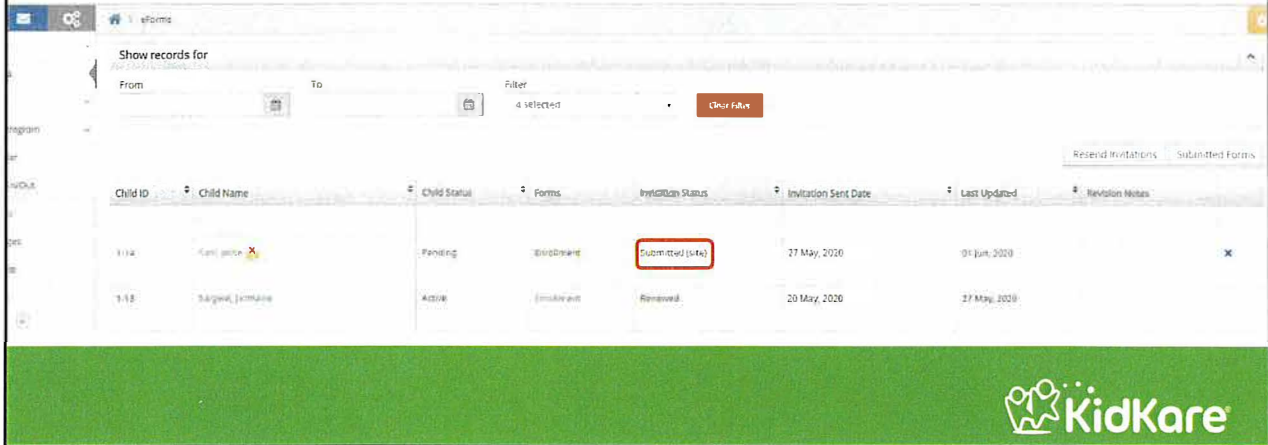 eForms
Show records for
From To Filter
4 selected Clear Filter
Resend Invitations Submitted Forms
Child ID Child Name Child Status Forms Invitation Status Invitation Sent Date Last Updated Revision Notes
Pending Enrollment Submitted (site) 27 May, 2020 01 Jun, 2020
Active Enrollment Renewed 20 May, 2020 27 May, 2020
KidKare